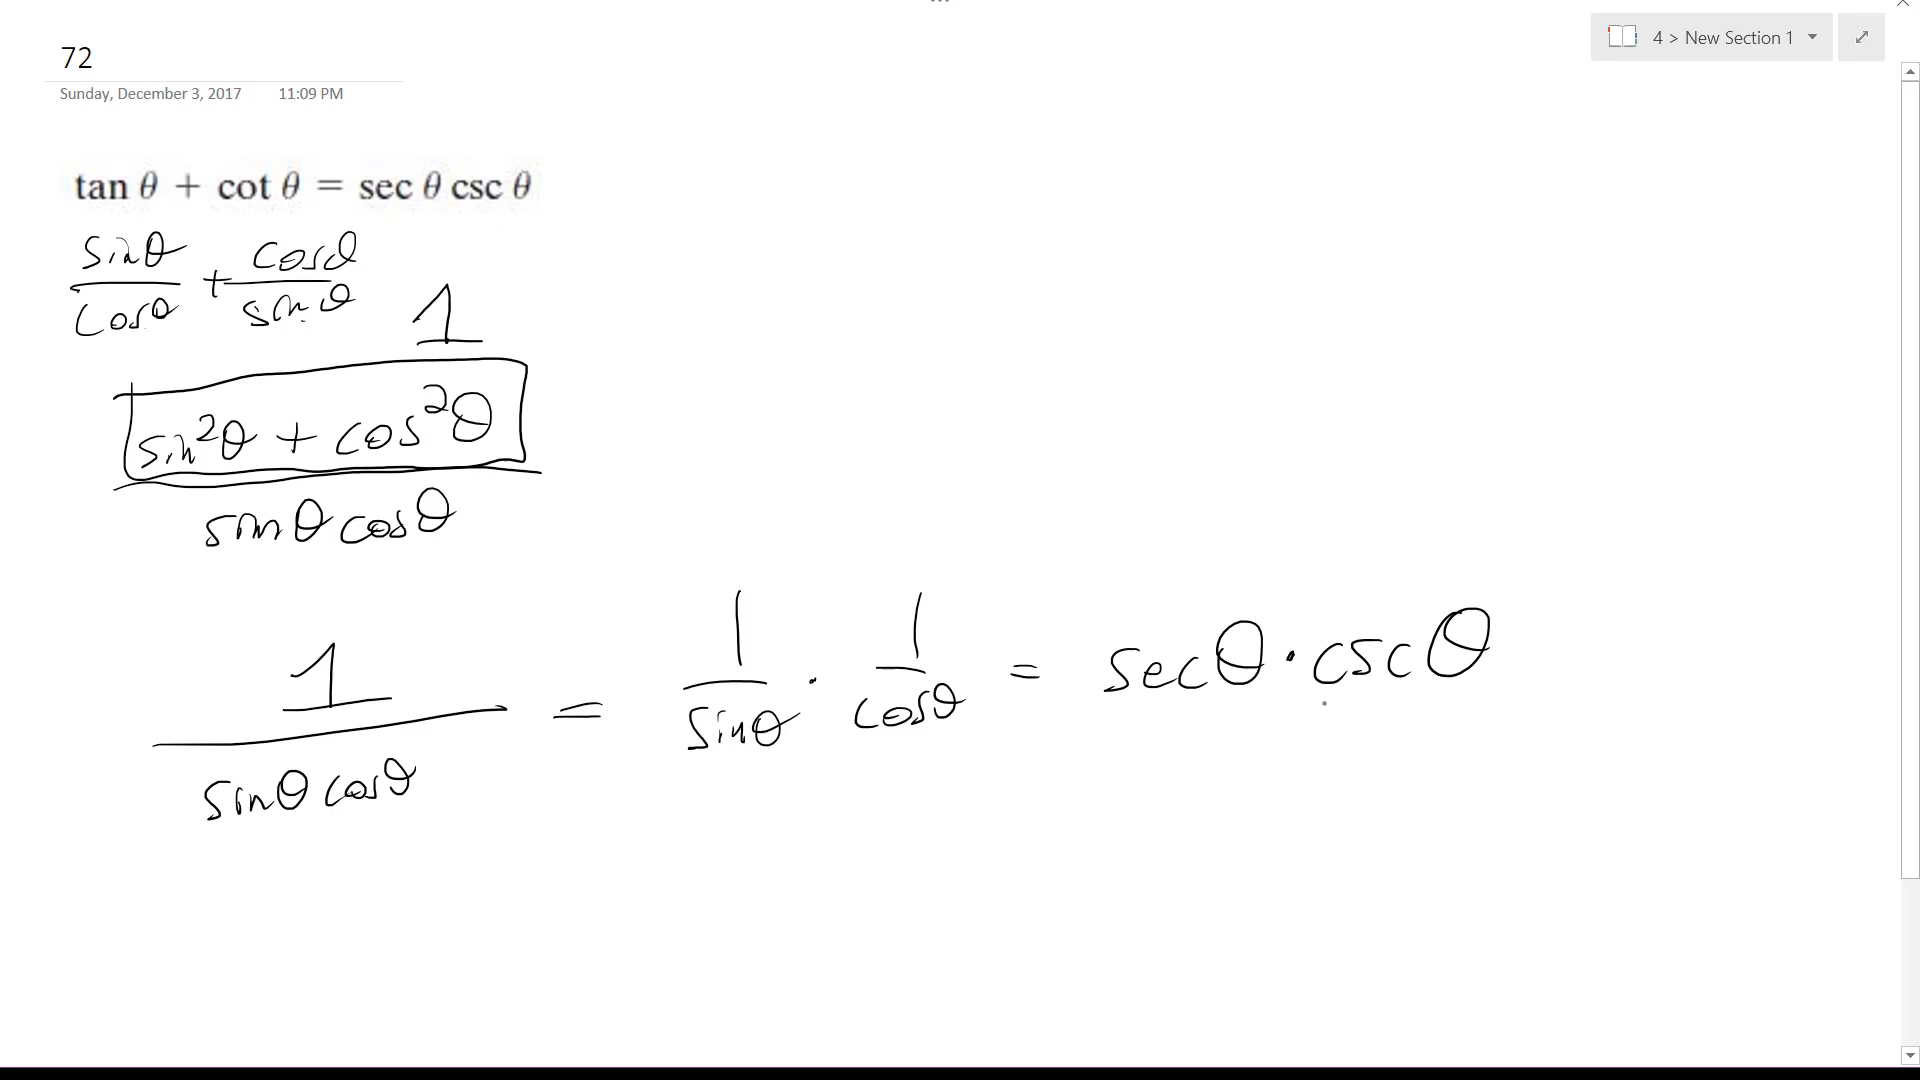 4 > New Section 1
72
Sunday, December 3, 2017 11:09 PM
tan θ + cot θ = sec θ csc θ
sinθ cosθ
+
cosθ sinθ
1
sin²θ + cos²θ
sinθ cosθ
1 1 1
= · = secθ · cscθ
sinθ cosθ sinθ cosθ